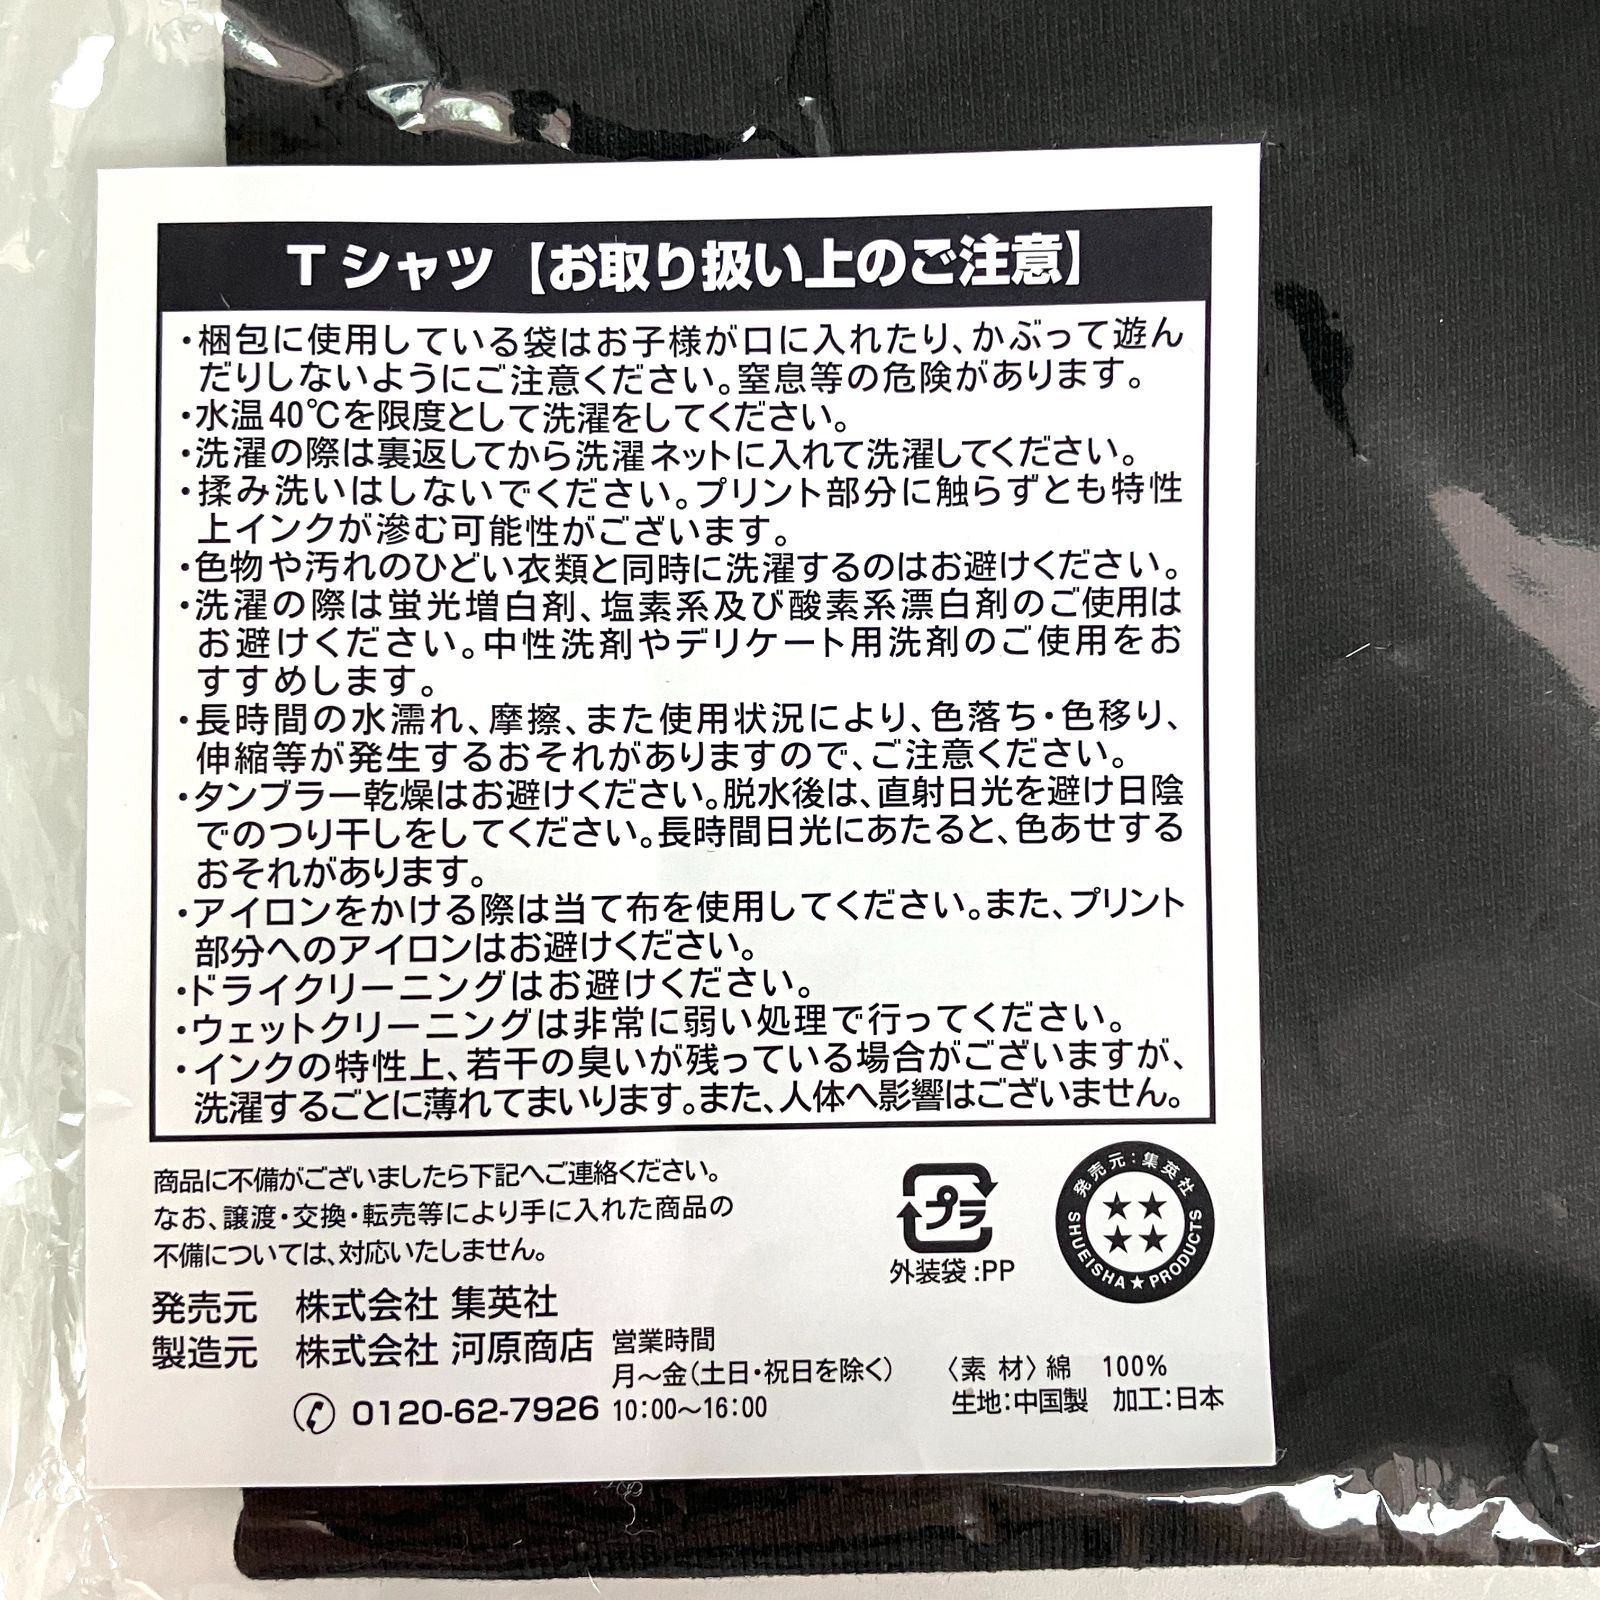 Tシャツ【お取り扱い上のご注意】
・梱包に使用している袋はお子様が口に入れたり、かぶって遊ん
だりしないようにご注意ください。窒息等の危険があります。
・水温40℃を限度として洗濯をしてください。
・洗濯の際は裏返してから洗濯ネットに入れて洗濯してください。
・揉み洗いはしないでください。プリント部分に触らずとも特性
上インクが滲む可能性がございます。
・色物や汚れのひどい衣類と同時に洗濯するのはお避けください。
・洗濯の際は蛍光増白剤、塩素系及び酸素系漂白剤のご使用は
お避けください。中性洗剤やデリケート用洗剤のご使用をお
すすめします。
・長時間の水濡れ、摩擦、また使用状況により、色落ち・色移り、
伸縮等が発生するおそれがありますので、ご注意ください。
・タンブラー乾燥はお避けください。脱水後は、直射日光を避け日陰
でのつり干しをしてください。長時間日光にあたると、色あせする
おそれがあります。
・アイロンをかける際は当て布を使用してください。また、プリント
部分へのアイロンはお避けください。
・ドライクリーニングはお避けください。
・ウェットクリーニングは非常に弱い処理で行ってください。
・インクの特性上、若干の臭いが残っている場合がございますが、
洗濯するごとに薄れてまいります。また、人体へ影響はございません。
商品に不備がございましたら下記へご連絡ください。
なお、譲渡・交換・転売等により手に入れた商品の
不備については、対応いたしません。
プラ
外装袋:PP
発売元:集英社
SHUEISHA★PRODUCTS
発売元 株式会社 集英社
製造元 株式会社 河原商店
営業時間
月〜金(土日・祝日を除く)
0120-62-7926 10:00〜16:00
〈素 材〉綿 100%
生地:中国製 加工:日本